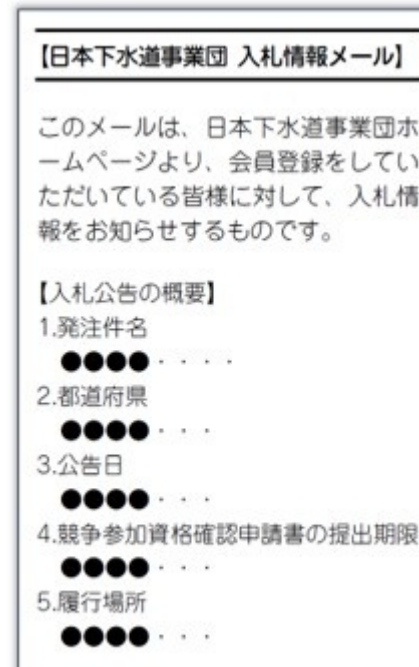 【日本下水道事業団 入札情報メール】
このメールは、日本下水道事業団ホ
ームページより、会員登録をしてい
ただいている皆様に対して、入札情
報をお知らせするものです。
【入札公告の概要】
1.発注件名
●●●●・・・・
2.都道府県
●●●●・・・
3.公告日
●●●●・・・
4.競争参加資格確認申請書の提出期限
●●●●・・・
5.履行場所
●●●●・・・